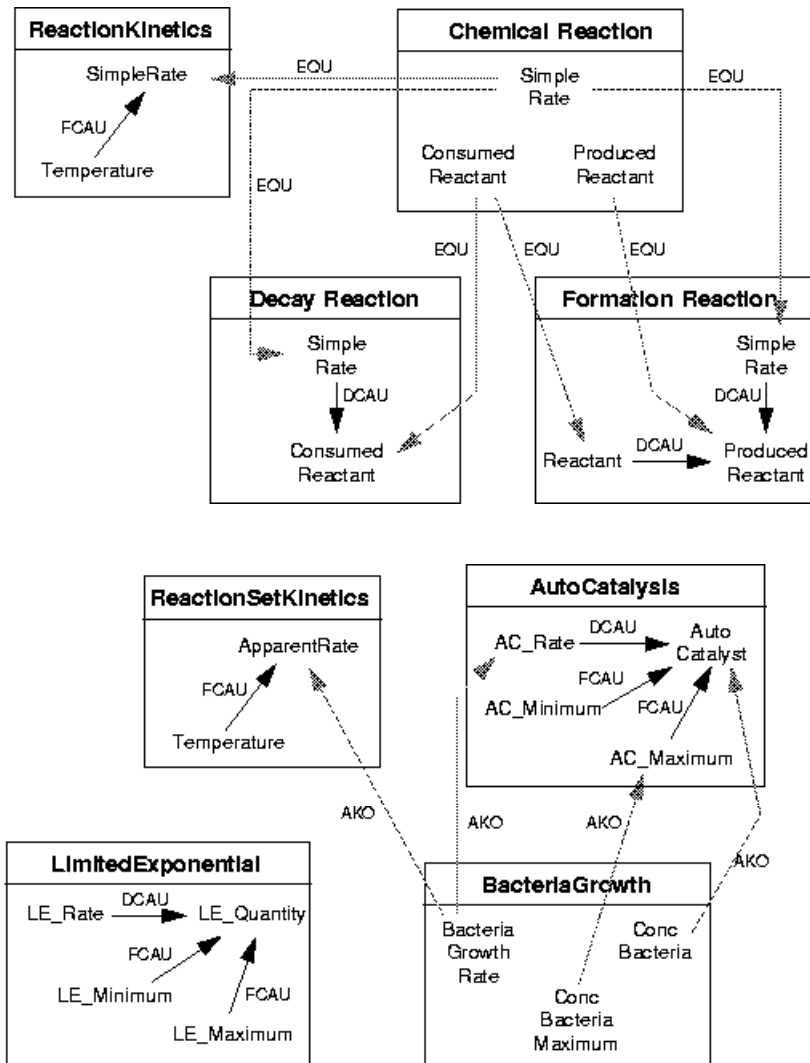 ReactionKinetics
SimpleRate
FCAU
Temperature
EQU
Chemical Reaction
Simple
Rate
Consumed
Reactant
Produced
Reactant
EQU
EQU
EQU
EQU
EQU
Decay Reaction
Simple
Rate
DCAU
Consumed
Reactant
Formation Reaction
Simple
Rate
DCAU
Reactant
DCAU
Produced
Reactant
ReactionSetKinetics
ApparentRate
FCAU
Temperature
AutoCatalysis
AC_Rate
DCAU
Auto
Catalyst
FCAU
AC_Minimum
FCAU
AC_Maximum
AKO
AKO
AKO
AKO
LimitedExponential
DCAU
LE_Rate
LE_Quantity
FCAU
LE_Minimum
FCAU
LE_Maximum
BacteriaGrowth
Bacteria
Growth
Rate
Conc
Bacteria
Conc
Bacteria
Maximum